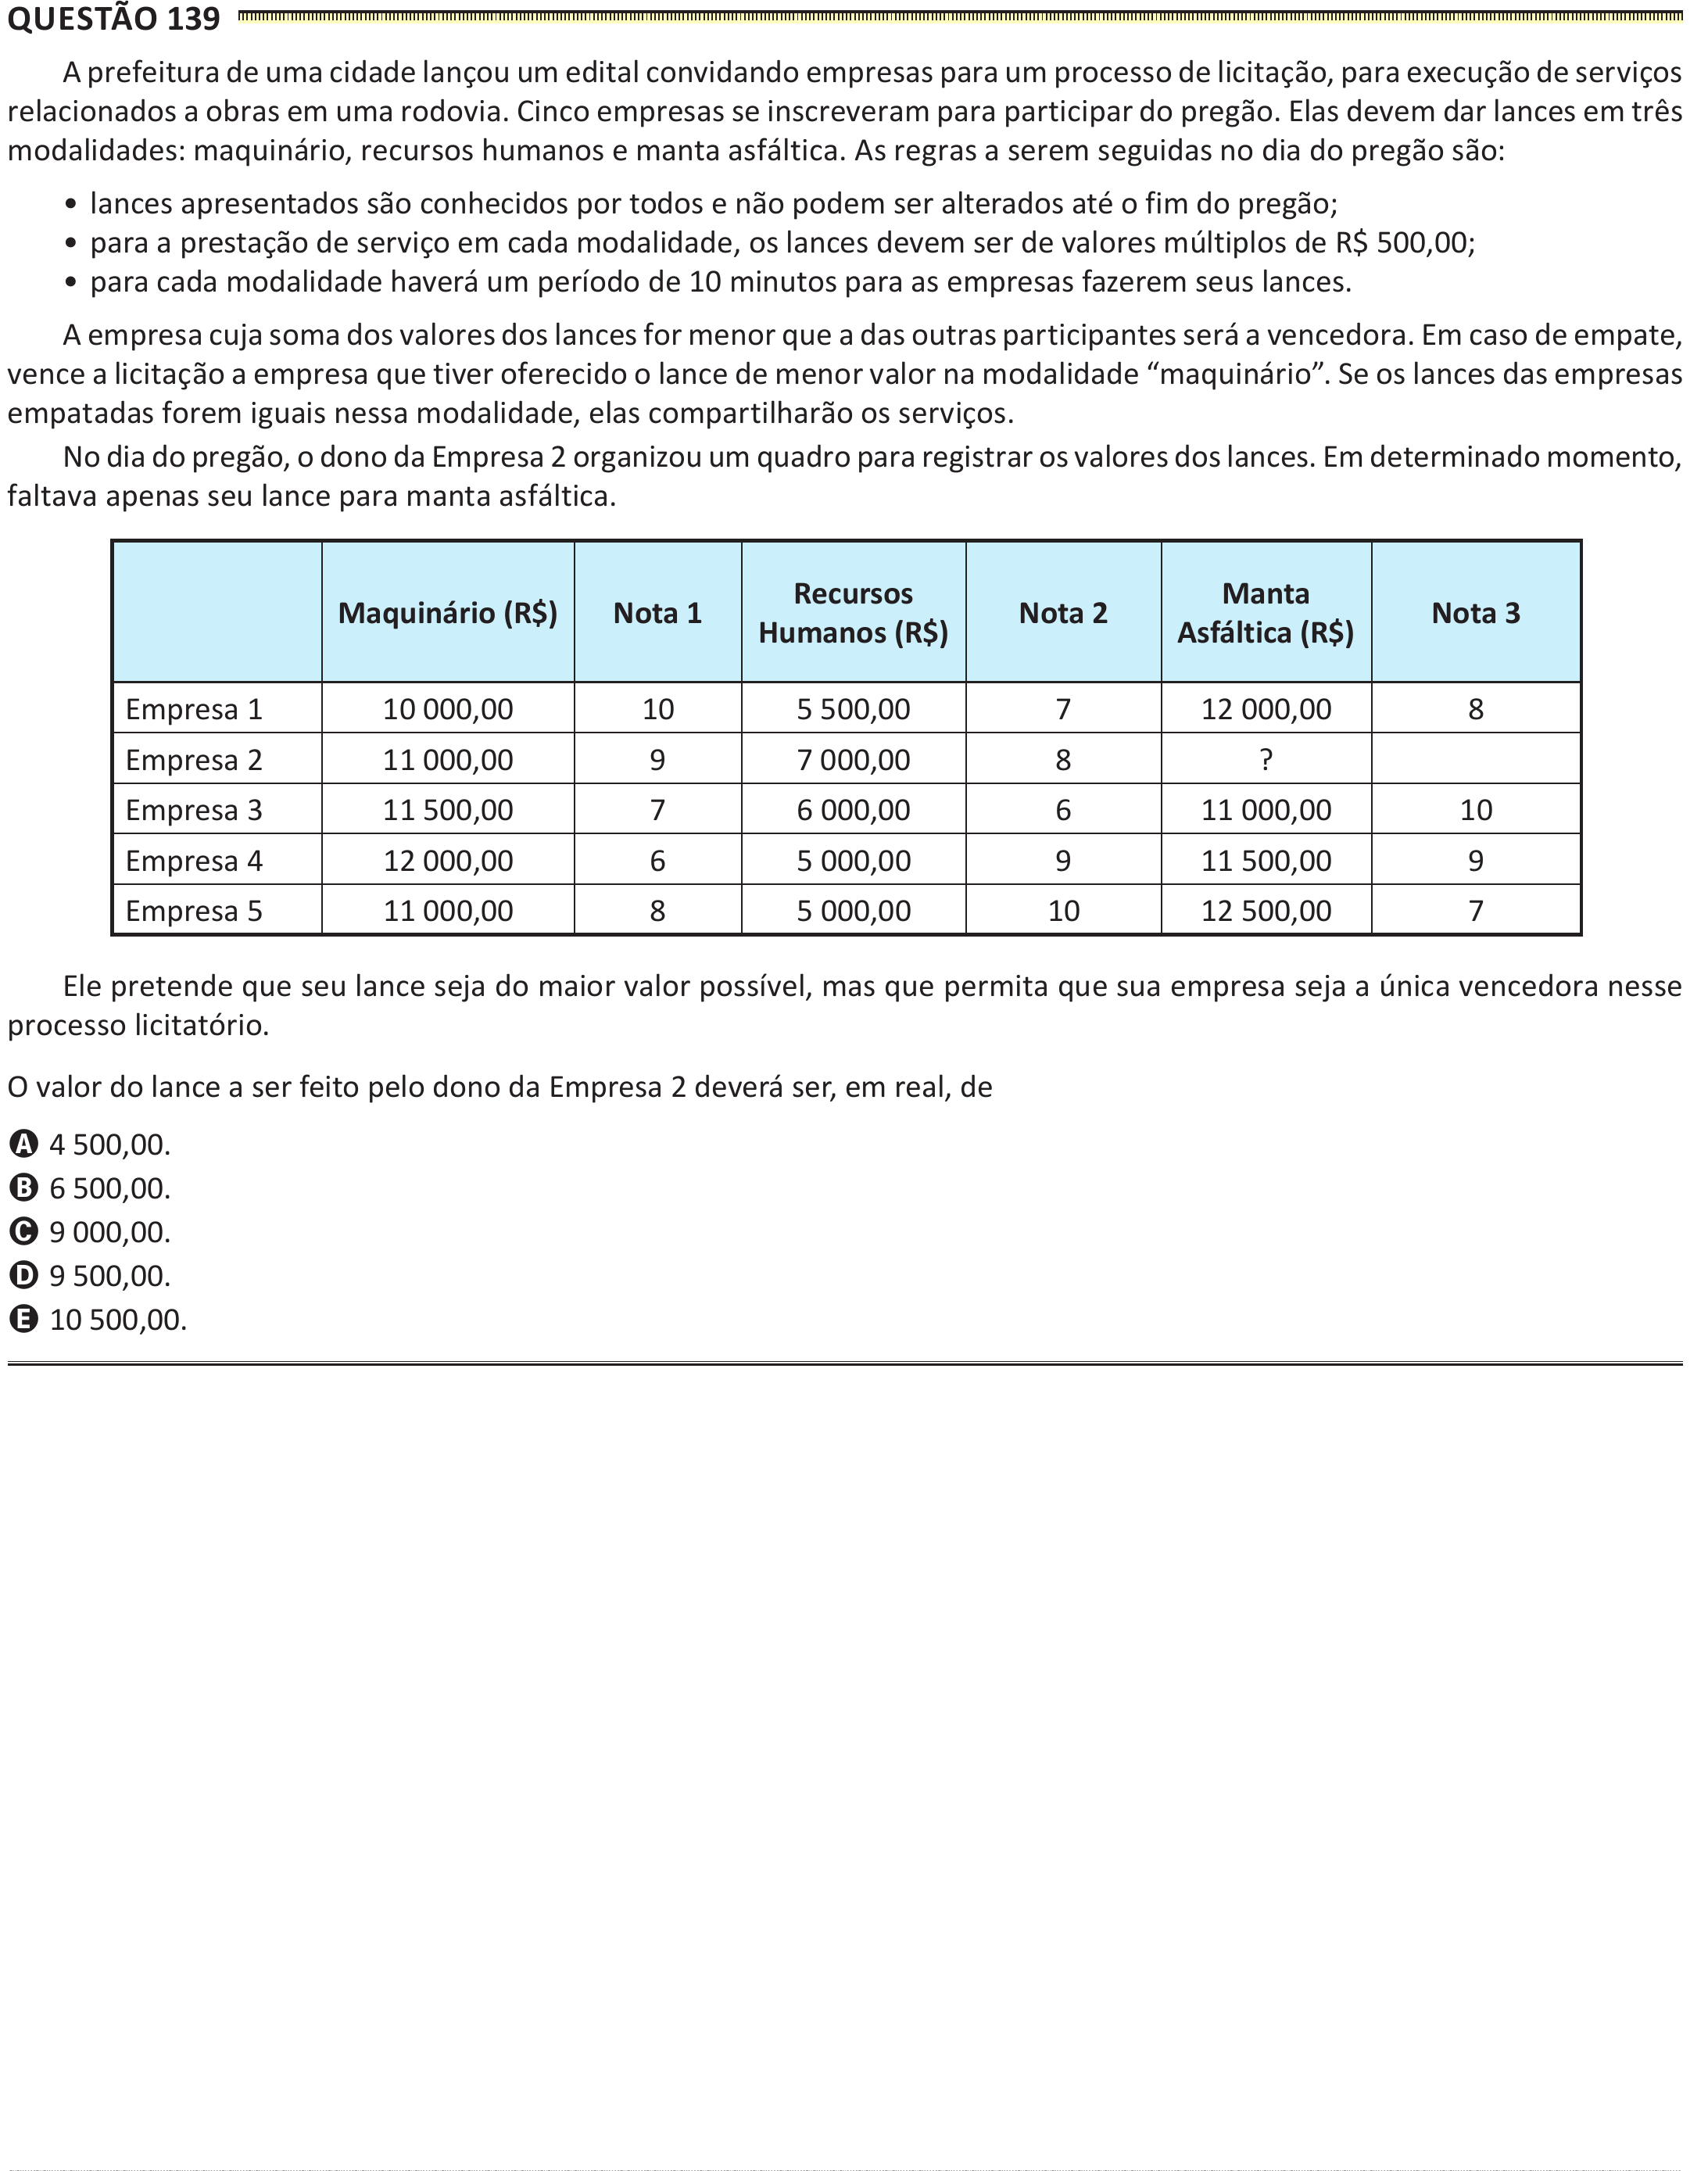 QUESTÃO 139
A prefeitura de uma cidade lançou um edital convidando empresas para um processo de licitação, para execução de serviços
relacionados a obras em uma rodovia. Cinco empresas se inscreveram para participar do pregão. Elas devem dar lances em três
modalidades: maquinário, recursos humanos e manta asfáltica. As regras a serem seguidas no dia do pregão são:
• lances apresentados são conhecidos por todos e não podem ser alterados até o fim do pregão;
• para a prestação de serviço em cada modalidade, os lances devem ser de valores múltiplos de R$ 500,00;
• para cada modalidade haverá um período de 10 minutos para as empresas fazerem seus lances.
A empresa cuja soma dos valores dos lances for menor que a das outras participantes será a vencedora. Em caso de empate,
vence a licitação a empresa que tiver oferecido o lance de menor valor na modalidade “maquinário”. Se os lances das empresas
empatadas forem iguais nessa modalidade, elas compartilharão os serviços.
No dia do pregão, o dono da Empresa 2 organizou um quadro para registrar os valores dos lances. Em determinado momento,
faltava apenas seu lance para manta asfáltica.
Maquinário (R$) Nota 1 Recursos Humanos (R$) Nota 2 Manta Asfáltica (R$) Nota 3
Empresa 1 10 000,00 10 5 500,00 7 12 000,00 8
Empresa 2 11 000,00 9 7 000,00 8 ?
Empresa 3 11 500,00 7 6 000,00 6 11 000,00 10
Empresa 4 12 000,00 6 5 000,00 9 11 500,00 9
Empresa 5 11 000,00 8 5 000,00 10 12 500,00 7
Ele pretende que seu lance seja do maior valor possível, mas que permita que sua empresa seja a única vencedora nesse
processo licitatório.
O valor do lance a ser feito pelo dono da Empresa 2 deverá ser, em real, de
A 4 500,00.
B 6 500,00.
C 9 000,00.
D 9 500,00.
E 10 500,00.